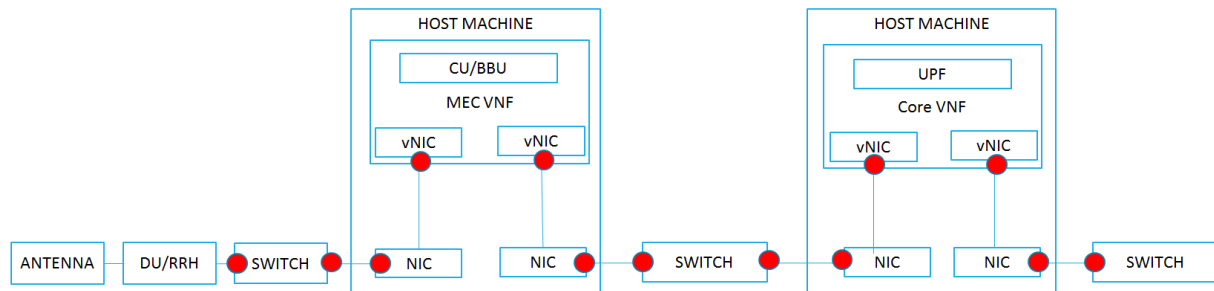 HOST MACHINE
CU/BBU
MEC VNF
vNIC
vNIC
HOST MACHINE
UPF
Core VNF
vNIC
vNIC
ANTENNA
DU/RRH
SWITCH
NIC
NIC
SWITCH
NIC
NIC
SWITCH